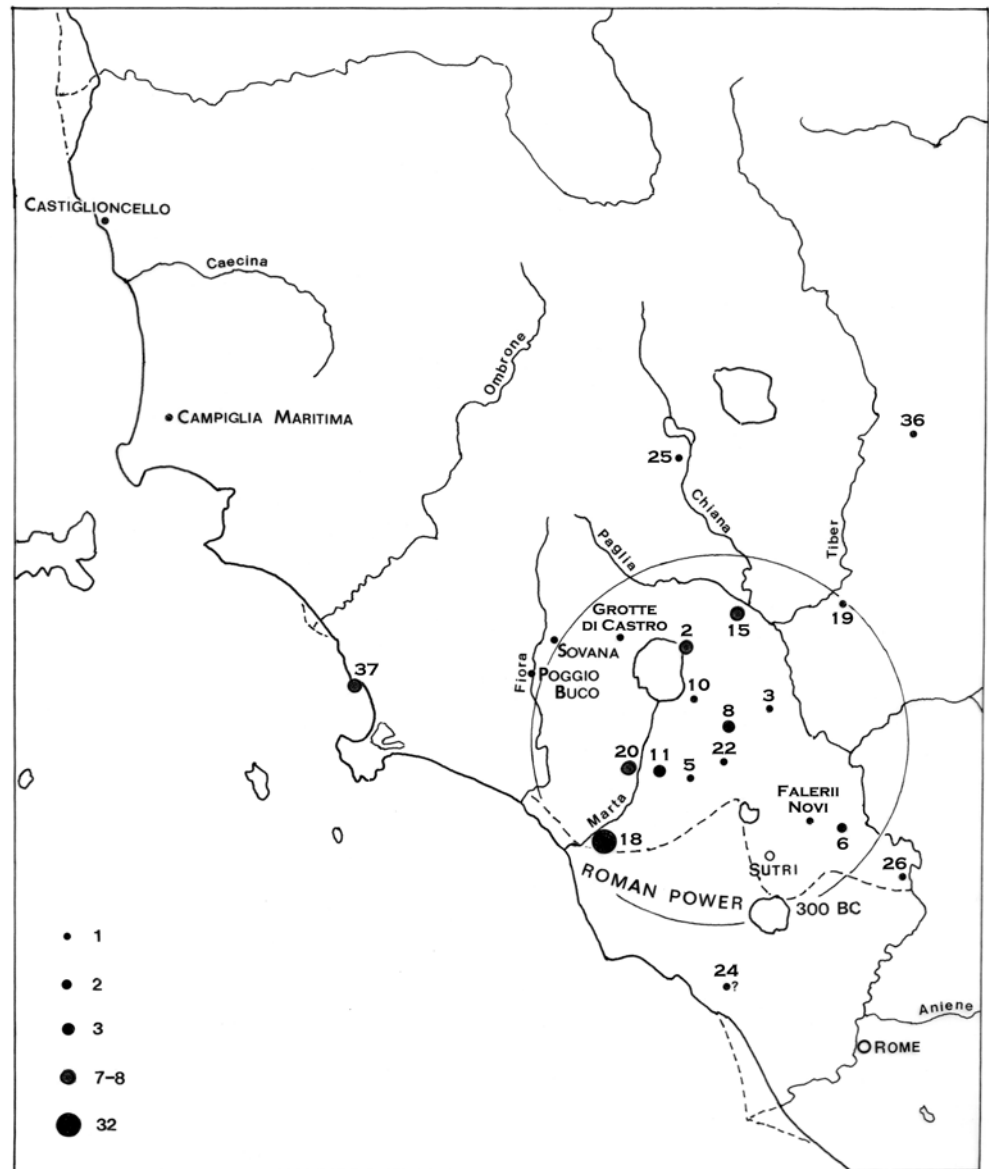 CASTIGLIONCELLO
Caecina
Ombrone
CAMPIGLIA MARITIMA
36
25
Chiana
Tiber
Paglia
19
GROTTE
DI CASTRO
2
15
SOVANA
Fiora
POGGIO
BUCO
37
10
3
8
20
11
5
22
FALERII
NOVI
Marta
6
18
SUTRI
26
ROMAN POWER
300 BC
24
?
Aniene
ROME
1
2
3
7-8
32